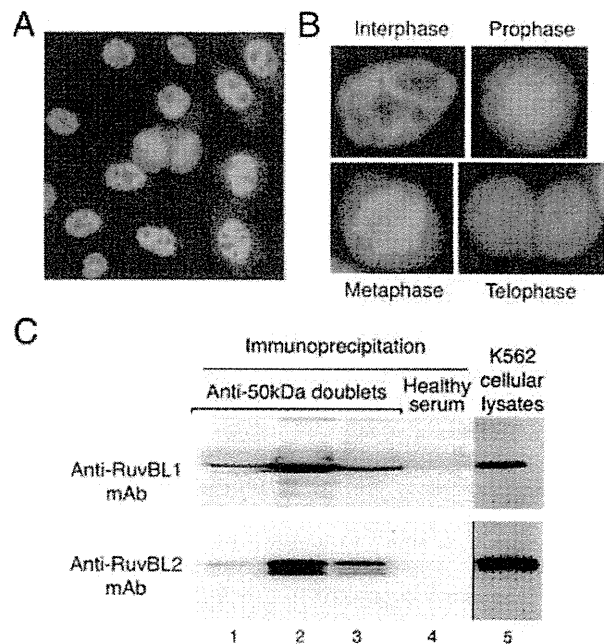 A
B
Interphase
Prophase
Metaphase
Telophase
C
Immunoprecipitation
Anti-50kDa doublets
Healthy
serum
K562
cellular
lysates
Anti-RuvBL1
mAb
Anti-RuvBL2
mAb
1 2 3 4 5